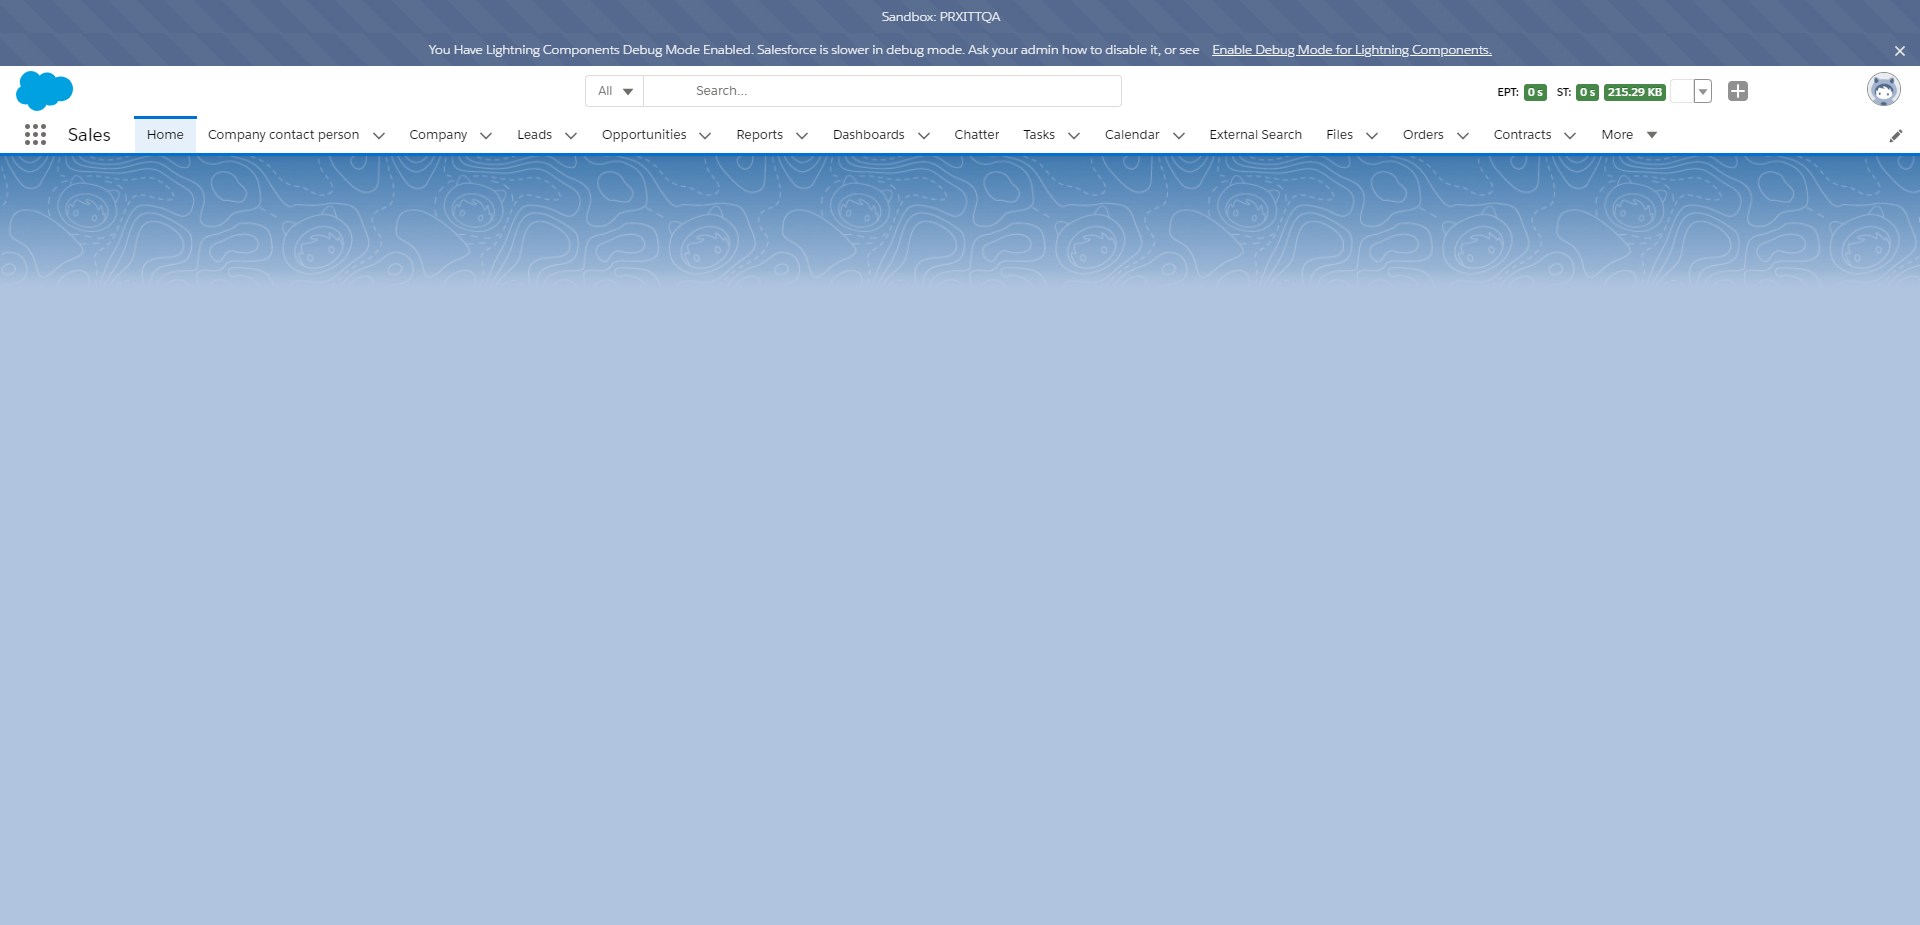 Sandbox: PRXITTQA
You Have Lightning Components Debug Mode Enabled. Salesforce is slower in debug mode. Ask your admin how to disable it, or see Enable Debug Mode for Lightning Components.
All Search... EPT: 0 s ST: 0 s 215.29 KB
Sales Home Company contact person Company Leads Opportunities Reports Dashboards Chatter Tasks Calendar External Search Files Orders Contracts More